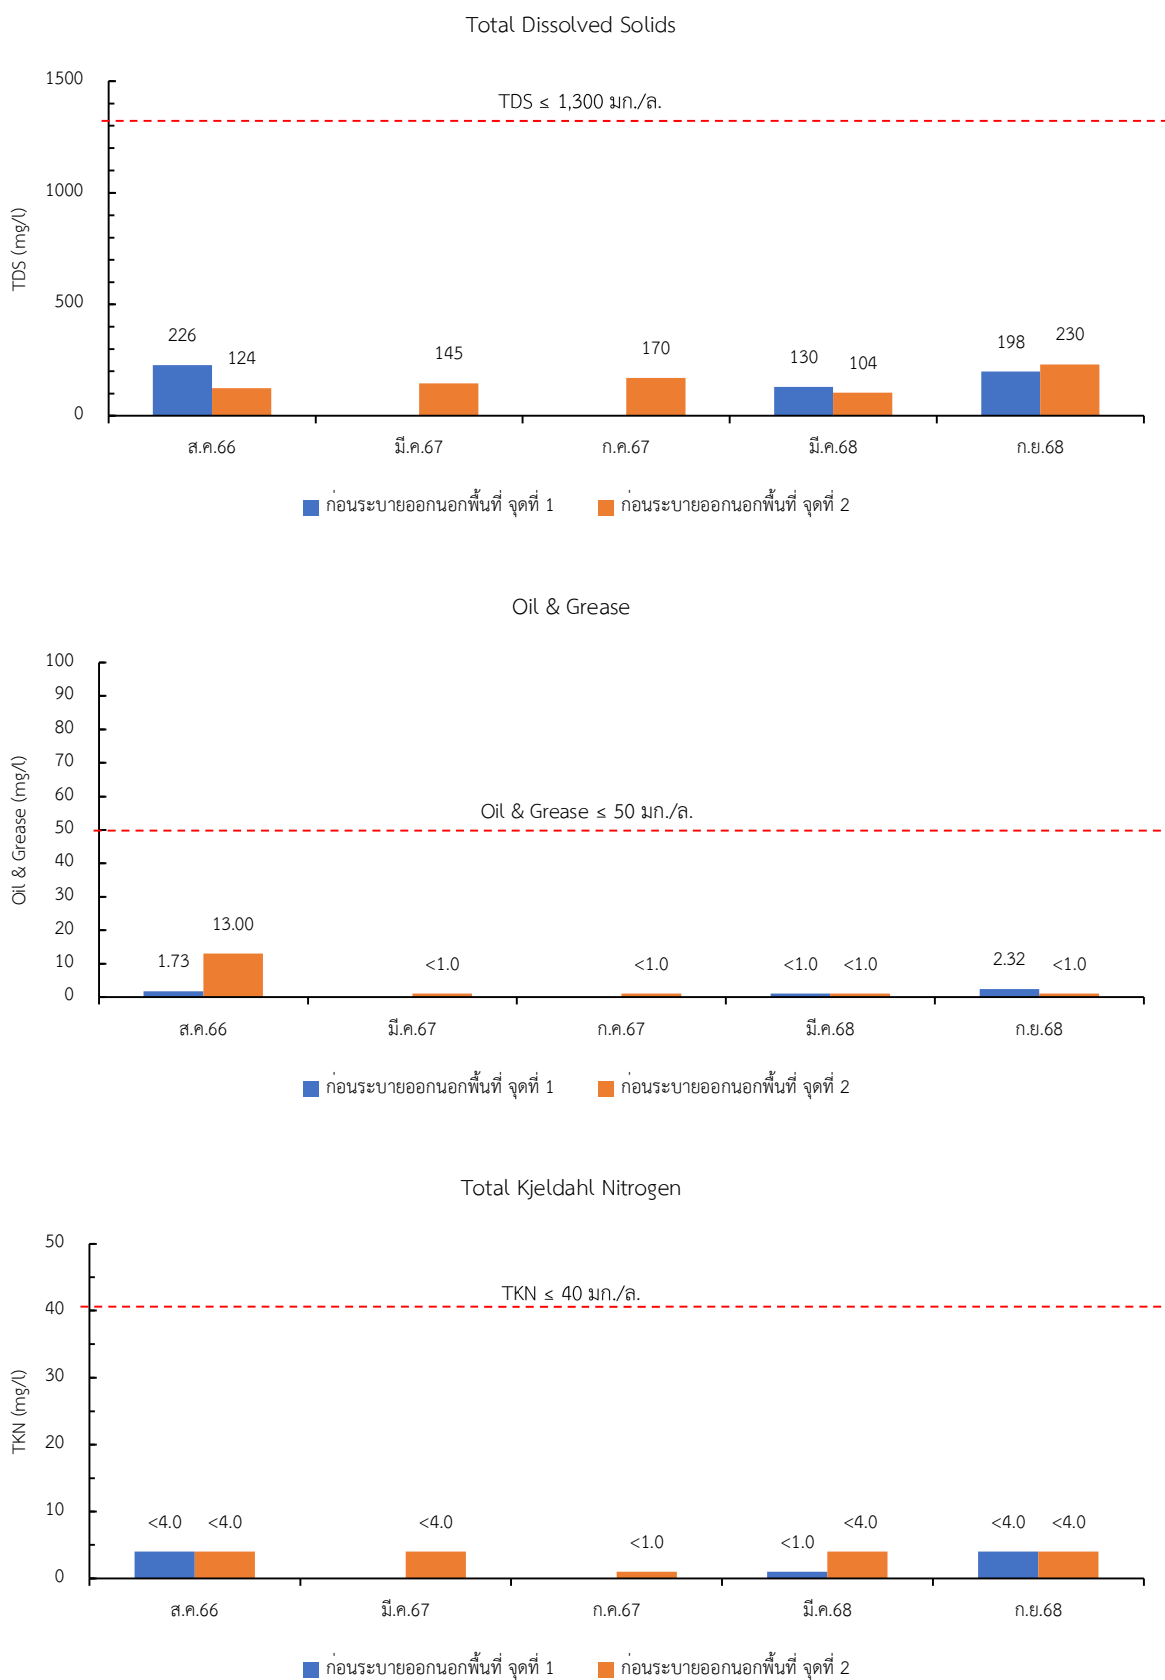 Total Dissolved Solids
1500
TDS ≤ 1,300 มก./ล.
1000
TDS (mg/l)
500
226
124
145
170
130
104
198
230
0
ส.ค.66
มี.ค.67
ก.ค.67
มี.ค.68
ก.ย.68
ก่อนระบายออกนอกพื้นที่ จุดที่ 1
ก่อนระบายออกนอกพื้นที่ จุดที่ 2
Oil & Grease
100
90
80
70
60
Oil & Grease ≤ 50 มก./ล.
50
Oil & Grease (mg/l)
40
30
20
10
0
1.73
13.00
<1.0
<1.0
<1.0
<1.0
2.32
<1.0
ส.ค.66
มี.ค.67
ก.ค.67
มี.ค.68
ก.ย.68
ก่อนระบายออกนอกพื้นที่ จุดที่ 1
ก่อนระบายออกนอกพื้นที่ จุดที่ 2
Total Kjeldahl Nitrogen
50
TKN ≤ 40 มก./ล.
40
30
TKN (mg/l)
20
10
0
<4.0
<4.0
<4.0
<1.0
<1.0
<4.0
<4.0
<4.0
ส.ค.66
มี.ค.67
ก.ค.67
มี.ค.68
ก.ย.68
ก่อนระบายออกนอกพื้นที่ จุดที่ 1
ก่อนระบายออกนอกพื้นที่ จุดที่ 2